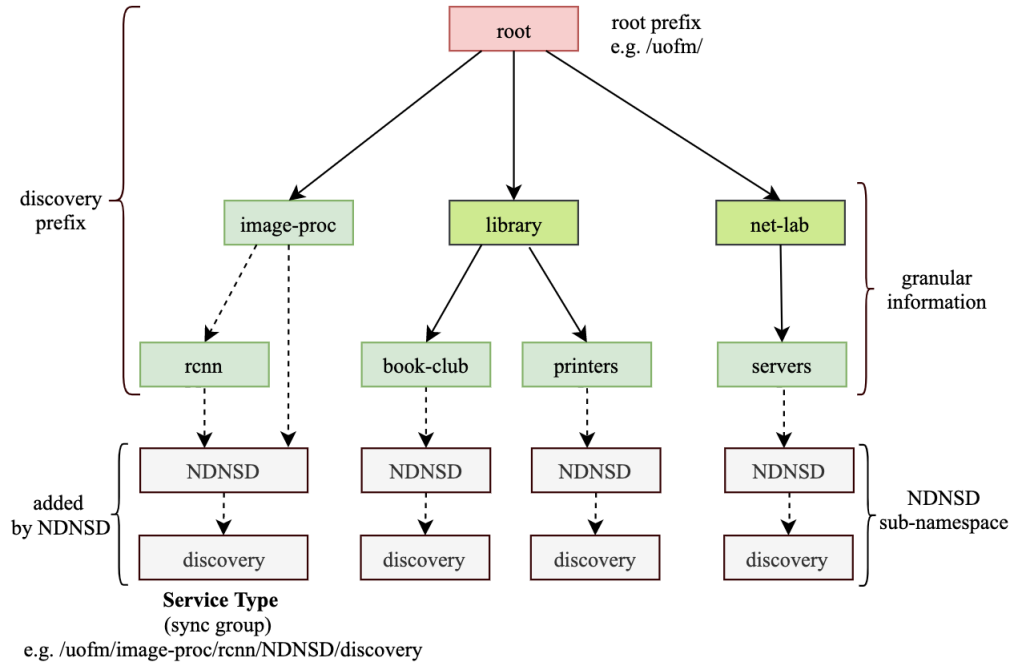 root
root prefix
e.g. /uofm/
discovery
prefix
image-proc
library
net-lab
granular
information
rcnn
book-club
printers
servers
added
by NDNSD
NDNSD
NDNSD
NDNSD
NDNSD
NDNSD
sub-namespace
discovery
discovery
discovery
discovery
Service Type
(sync group)
e.g. /uofm/image-proc/rcnn/NDNSD/discovery